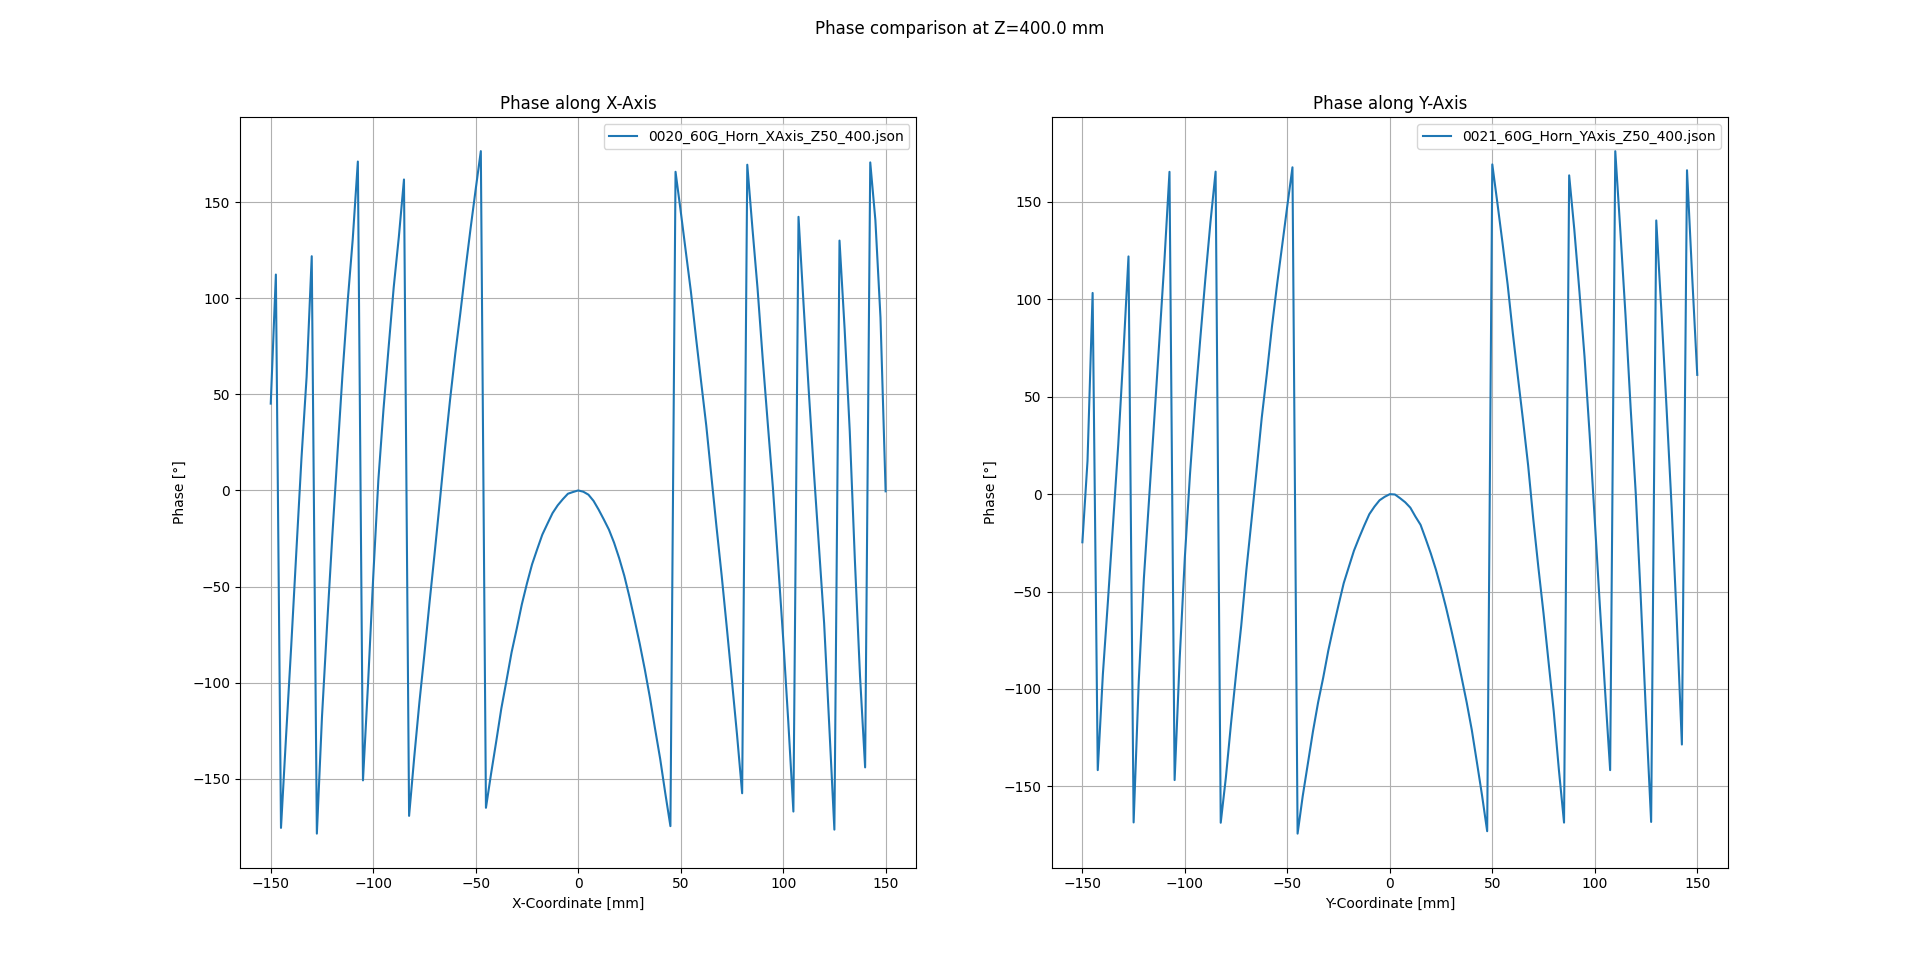 Phase comparison at Z=400.0 mm
Phase along X-Axis
0020_60G_Horn_XAxis_Z50_400.json
150
100
50
0
−50
−100
−150
Phase [°]
−150 −100 −50 0 50 100 150
X-Coordinate [mm]
Phase along Y-Axis
0021_60G_Horn_YAxis_Z50_400.json
150
100
50
0
−50
−100
−150
Phase [°]
−150 −100 −50 0 50 100 150
Y-Coordinate [mm]